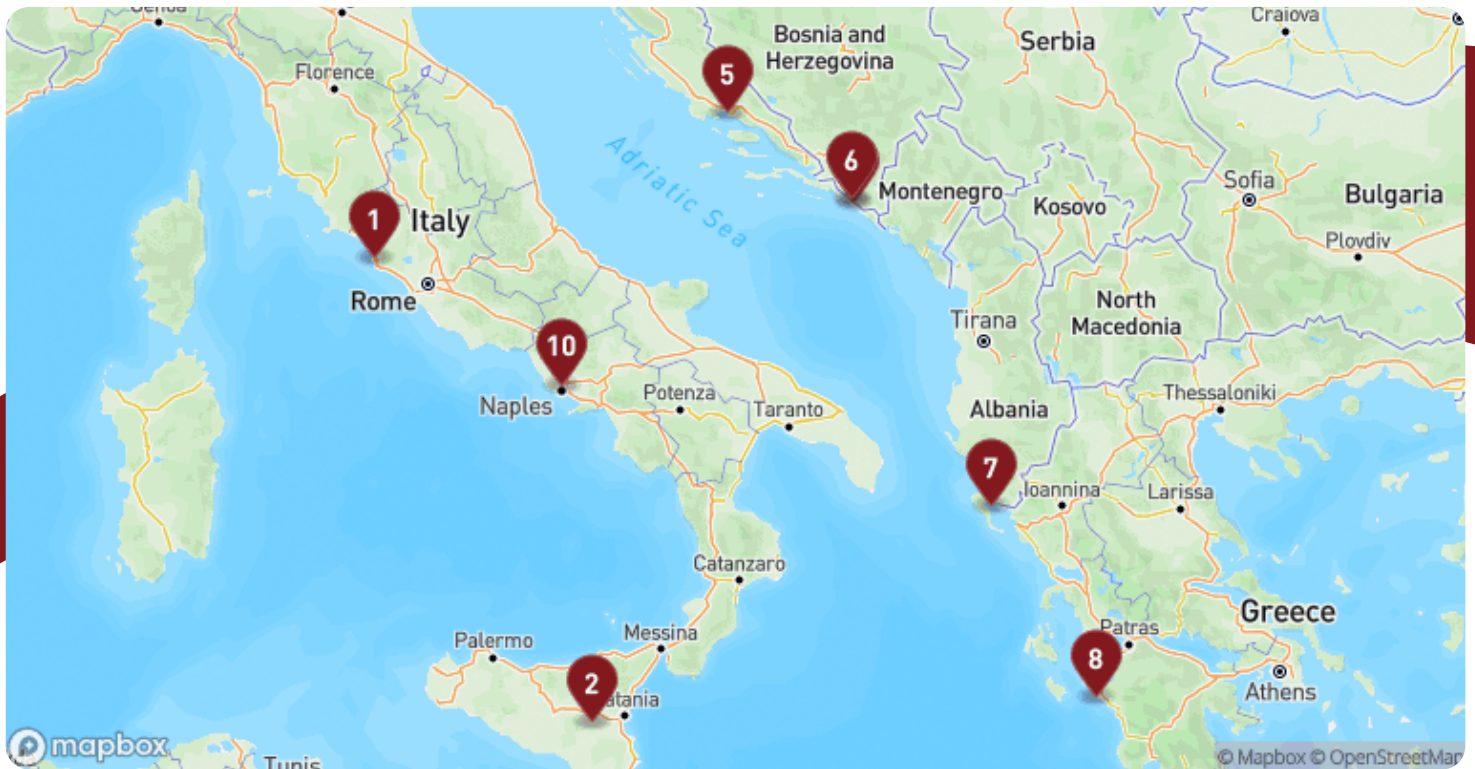 Genoa
Bosnia and
Herzegovina
Serbia
Craiova
Florence
5
Adriatic Sea
6
Montenegro
Kosovo
Sofia
Bulgaria
Plovdiv
1
Italy
Rome
North
Macedonia
Tirana
10
Naples
Potenza
Taranto
Albania
Thessaloniki
7
Ioannina
Larissa
Catanzaro
Greece
Palermo
Messina
Patras
8
2
atania
Athens
mapbox
Tunis
© Mapbox © OpenStreetMap